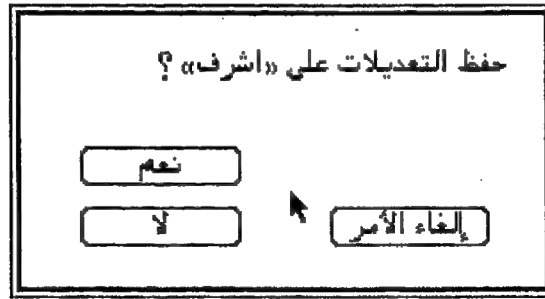 حفظ التعديلات على «اشرف» ؟
نعم
لا
إلغاء الأمر